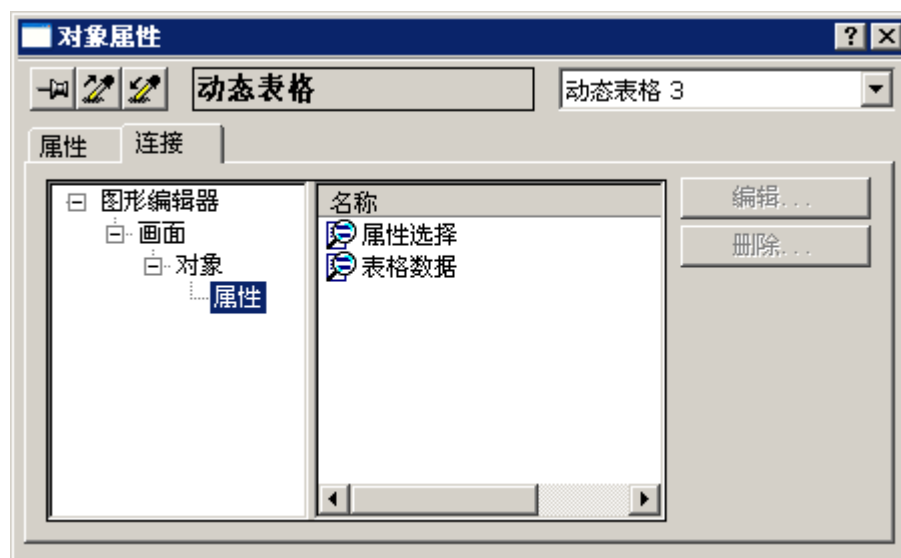 对象属性
动态表格
动态表格 3
属性
连接
图形编辑器
画面
对象
属性
名称
属性选择
表格数据
编辑...
删除...